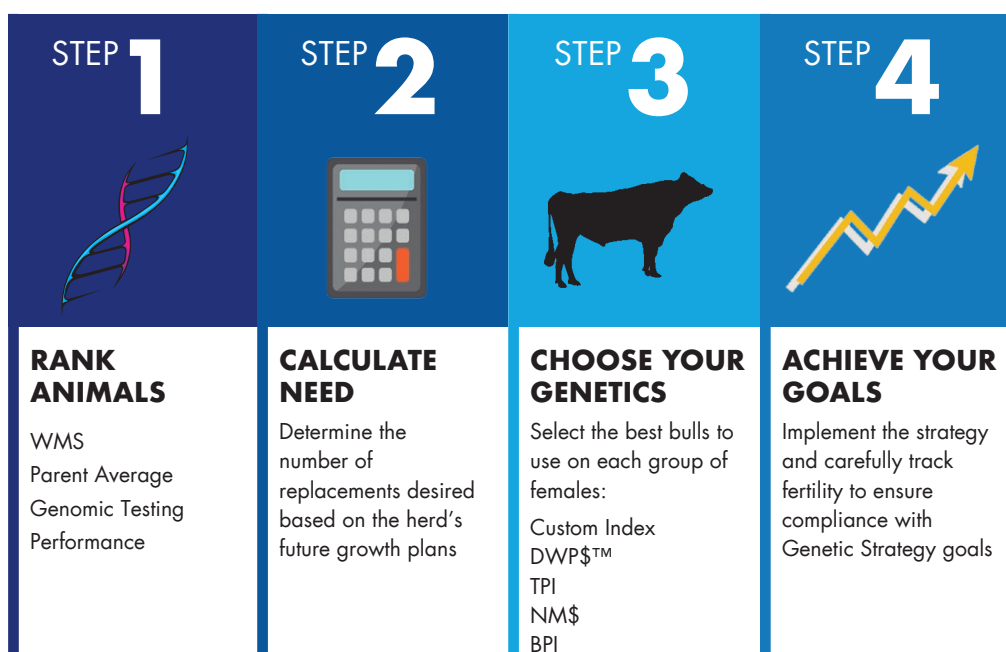 STEP 1
RANK
ANIMALS
WMS
Parent Average
Genomic Testing
Performance
STEP 2
CALCULATE
NEED
Determine the
number of
replacements desired
based on the herd's
future growth plans
STEP 3
CHOOSE YOUR
GENETICS
Select the best bulls to
use on each group of
females:
Custom Index
DWP$™
TPI
NM$
BPI
STEP 4
ACHIEVE YOUR
GOALS
Implement the strategy
and carefully track
fertility to ensure
compliance with
Genetic Strategy goals